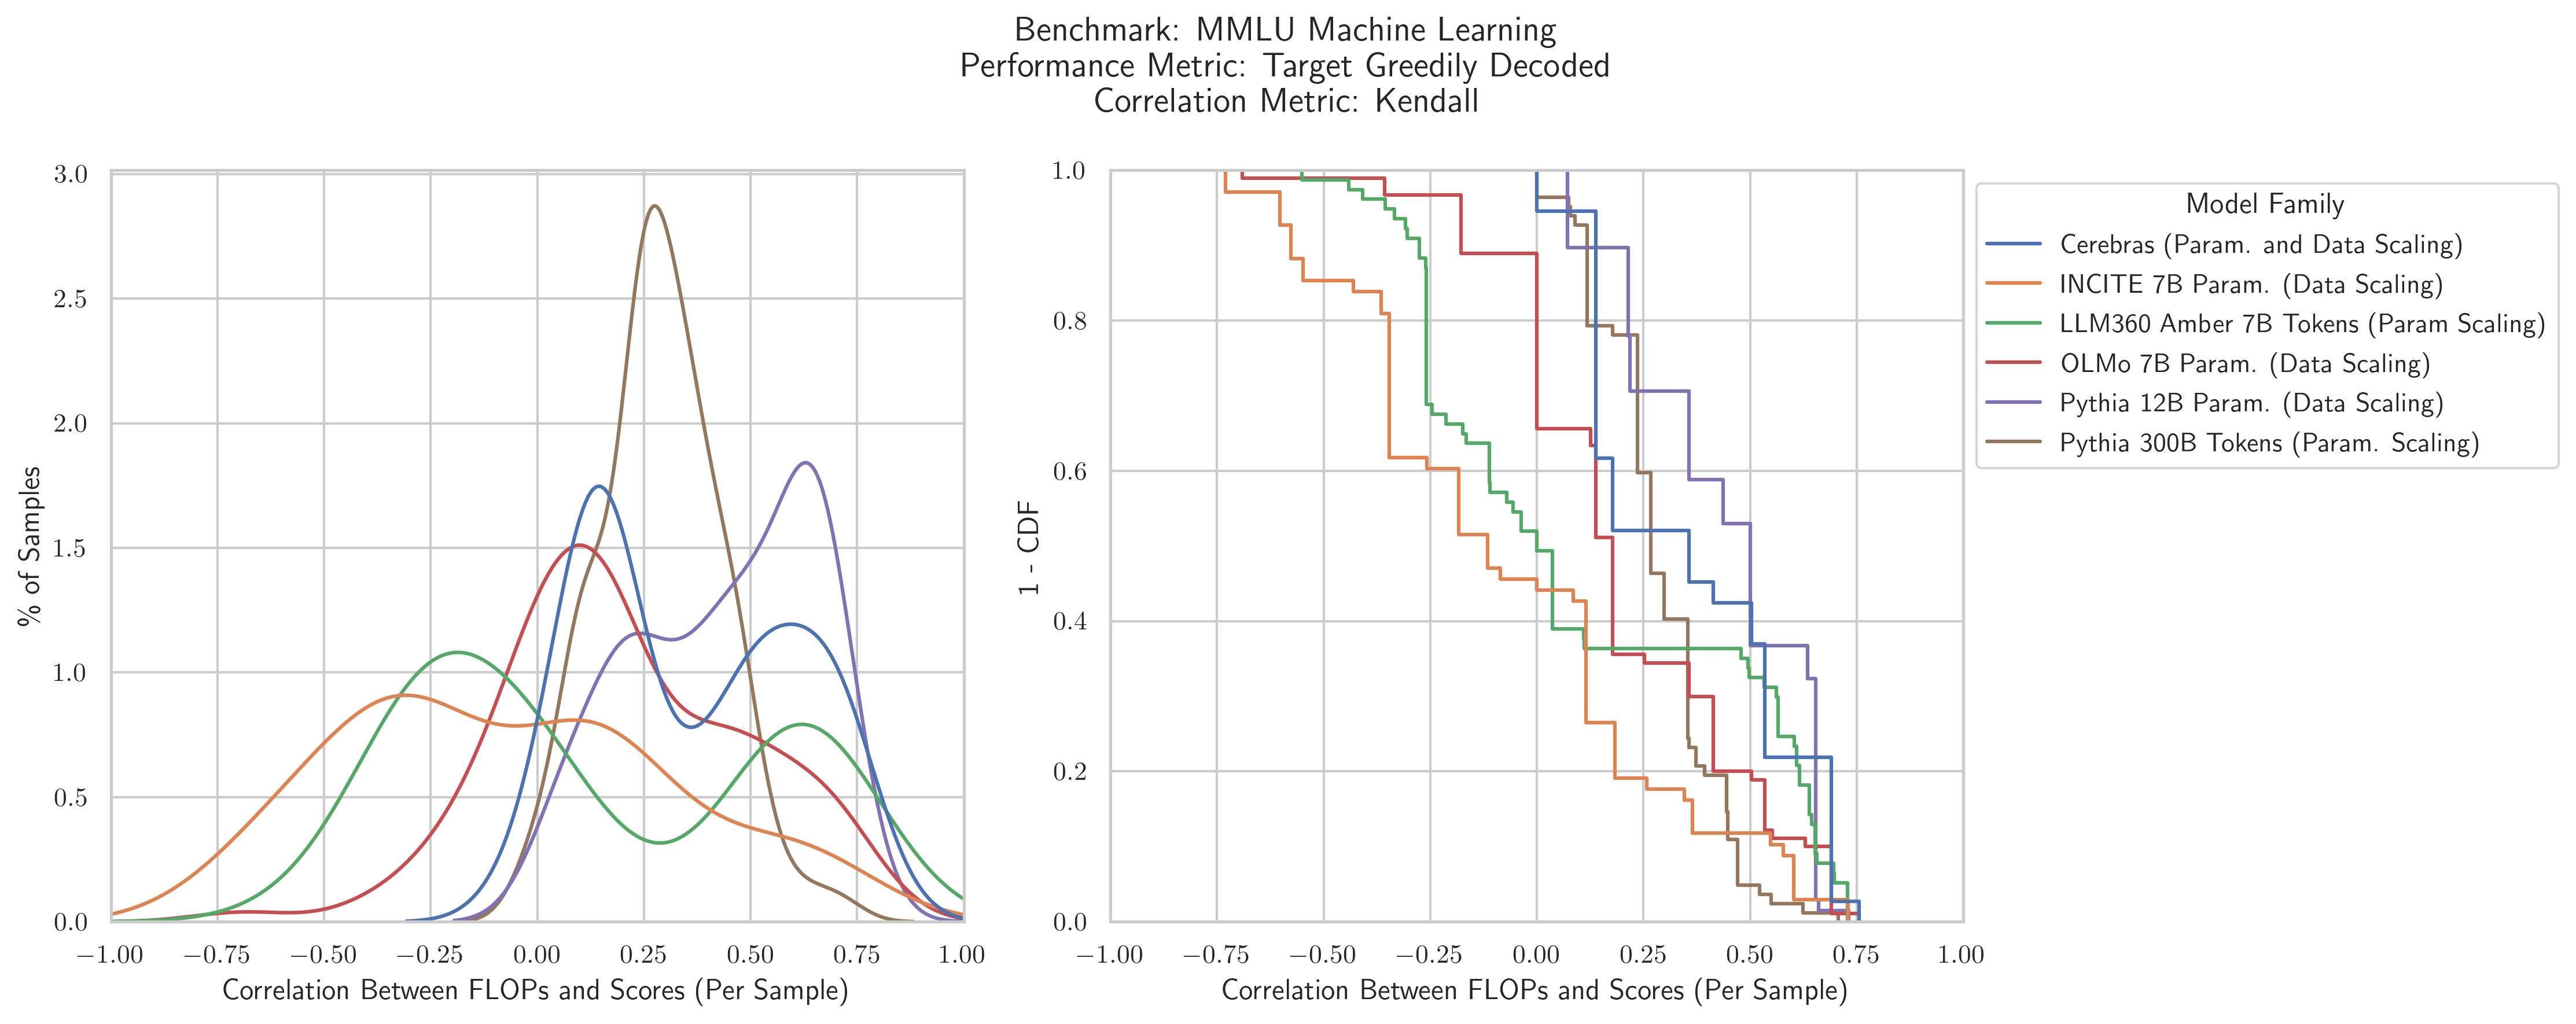 Benchmark: MMLU Machine Learning
Performance Metric: Target Greedily Decoded
Correlation Metric: Kendall
% of Samples
3.0
2.5
2.0
1.5
1.0
0.5
0.0
−1.00 −0.75 −0.50 −0.25 0.00 0.25 0.50 0.75 1.00
Correlation Between FLOPs and Scores (Per Sample)
1 - CDF
1.0
0.8
0.6
0.4
0.2
0.0
−1.00 −0.75 −0.50 −0.25 0.00 0.25 0.50 0.75 1.00
Correlation Between FLOPs and Scores (Per Sample)
Model Family
Cerebras (Param. and Data Scaling)
INCITE 7B Param. (Data Scaling)
LLM360 Amber 7B Tokens (Param Scaling)
OLMo 7B Param. (Data Scaling)
Pythia 12B Param. (Data Scaling)
Pythia 300B Tokens (Param. Scaling)